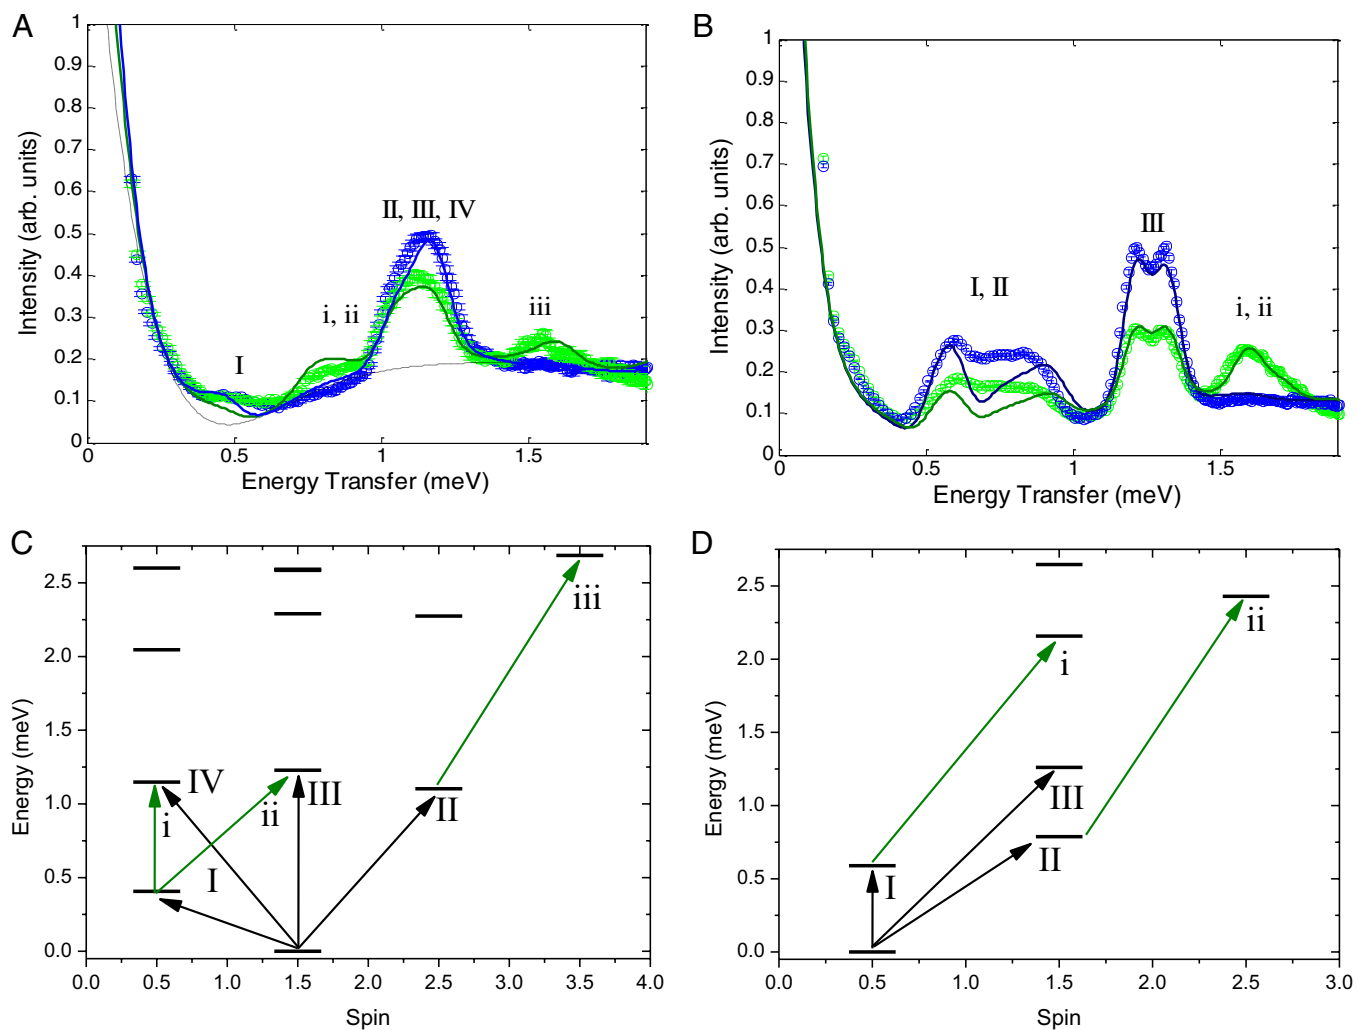 A
1
0.9
0.8
0.7
0.6
0.5
0.4
0.3
0.2
0.1
0
Intensity (arb. units)
II, III, IV
i, ii
iii
I
0 0.5 1 1.5
Energy Transfer (meV)
B
1
0.9
0.8
0.7
0.6
0.5
0.4
0.3
0.2
0.1
0
Intensity (arb. units)
III
I, II
i, ii
0 0.5 1 1.5
Energy Transfer (meV)
C
2.5
2.0
1.5
1.0
0.5
0.0
Energy (meV)
iii
IV
III
II
i
ii
I
0.0 0.5 1.0 1.5 2.0 2.5 3.0 3.5 4.0
Spin
D
2.5
2.0
1.5
1.0
0.5
0.0
Energy (meV)
ii
i
III
II
I
0.0 0.5 1.0 1.5 2.0 2.5 3.0
Spin